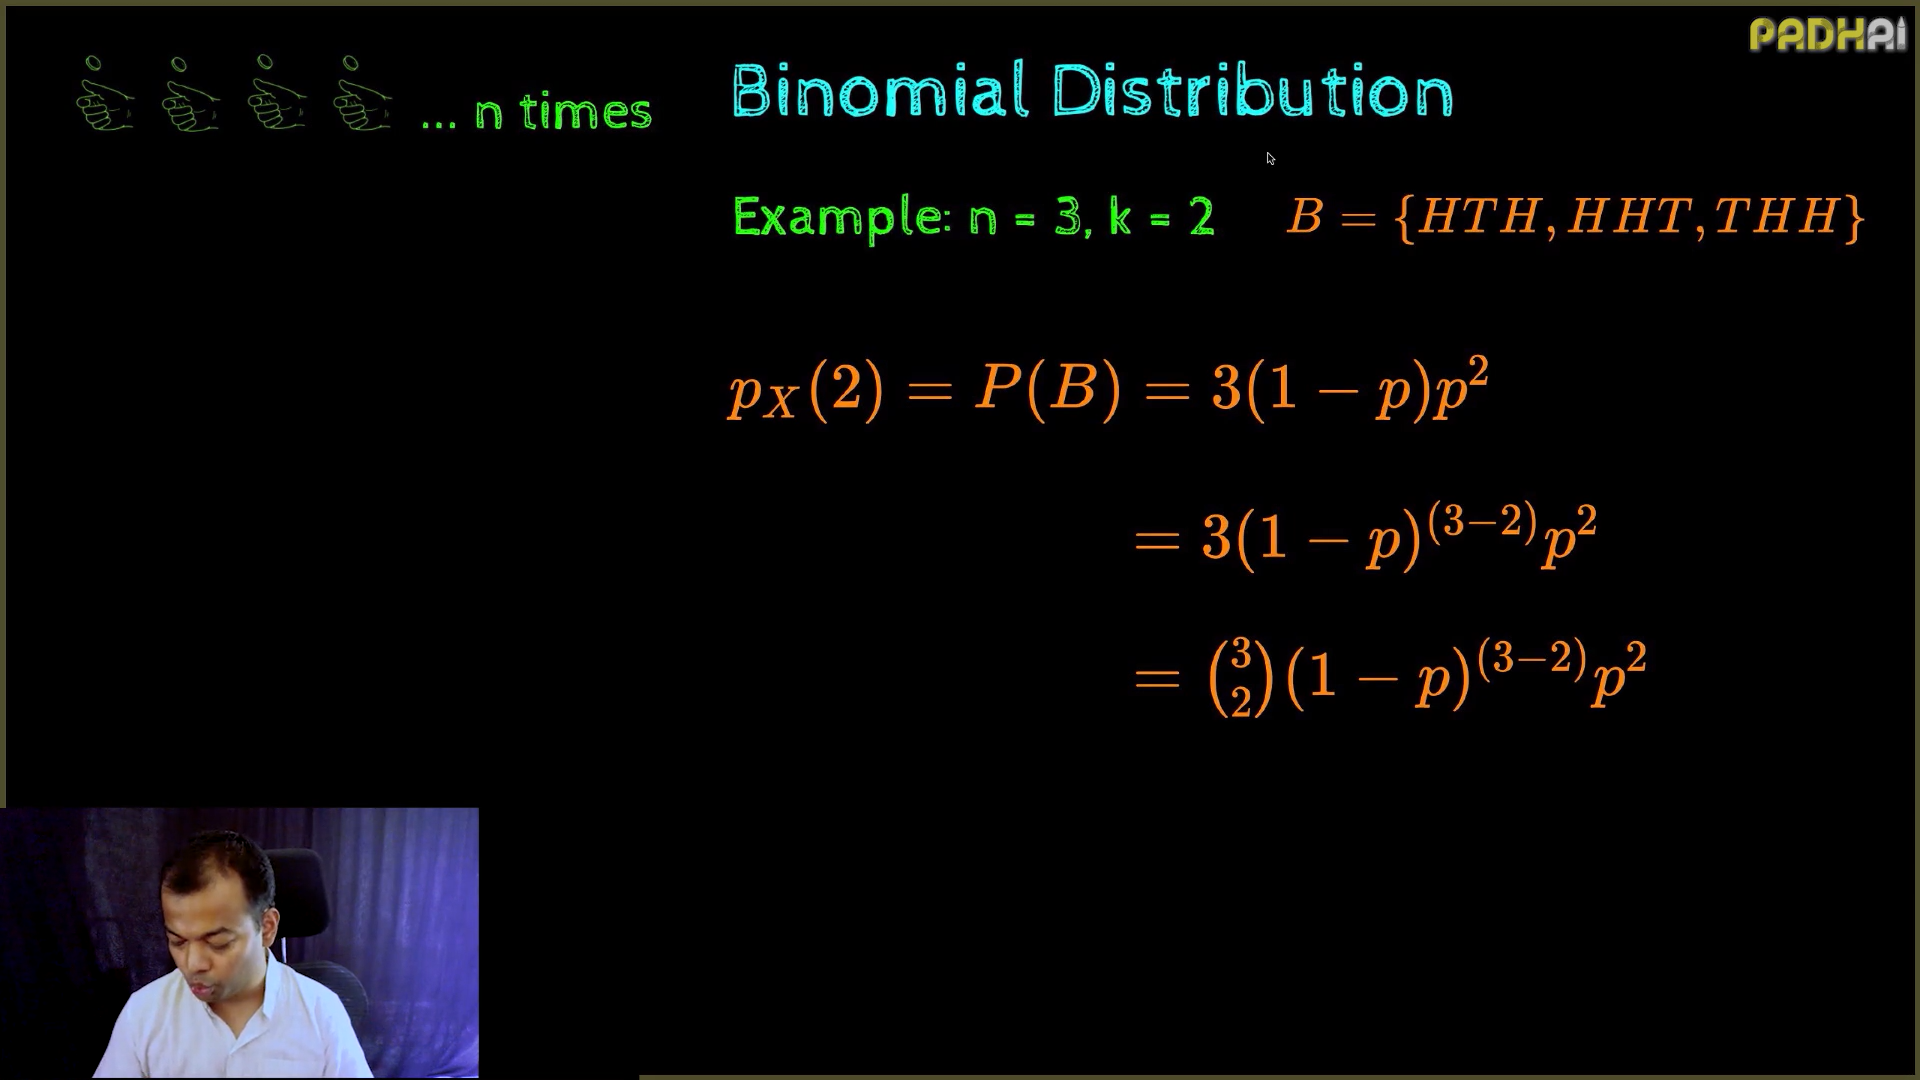 PADHAI
... n times
Binomial Distribution
Example: n = 3, k = 2
B = {HTH, HHT, THH}
p_X(2) = P(B) = 3(1 − p)p^2
= 3(1 − p)^{(3−2)}p^2
= \binom{3}{2}(1 − p)^{(3−2)}p^2